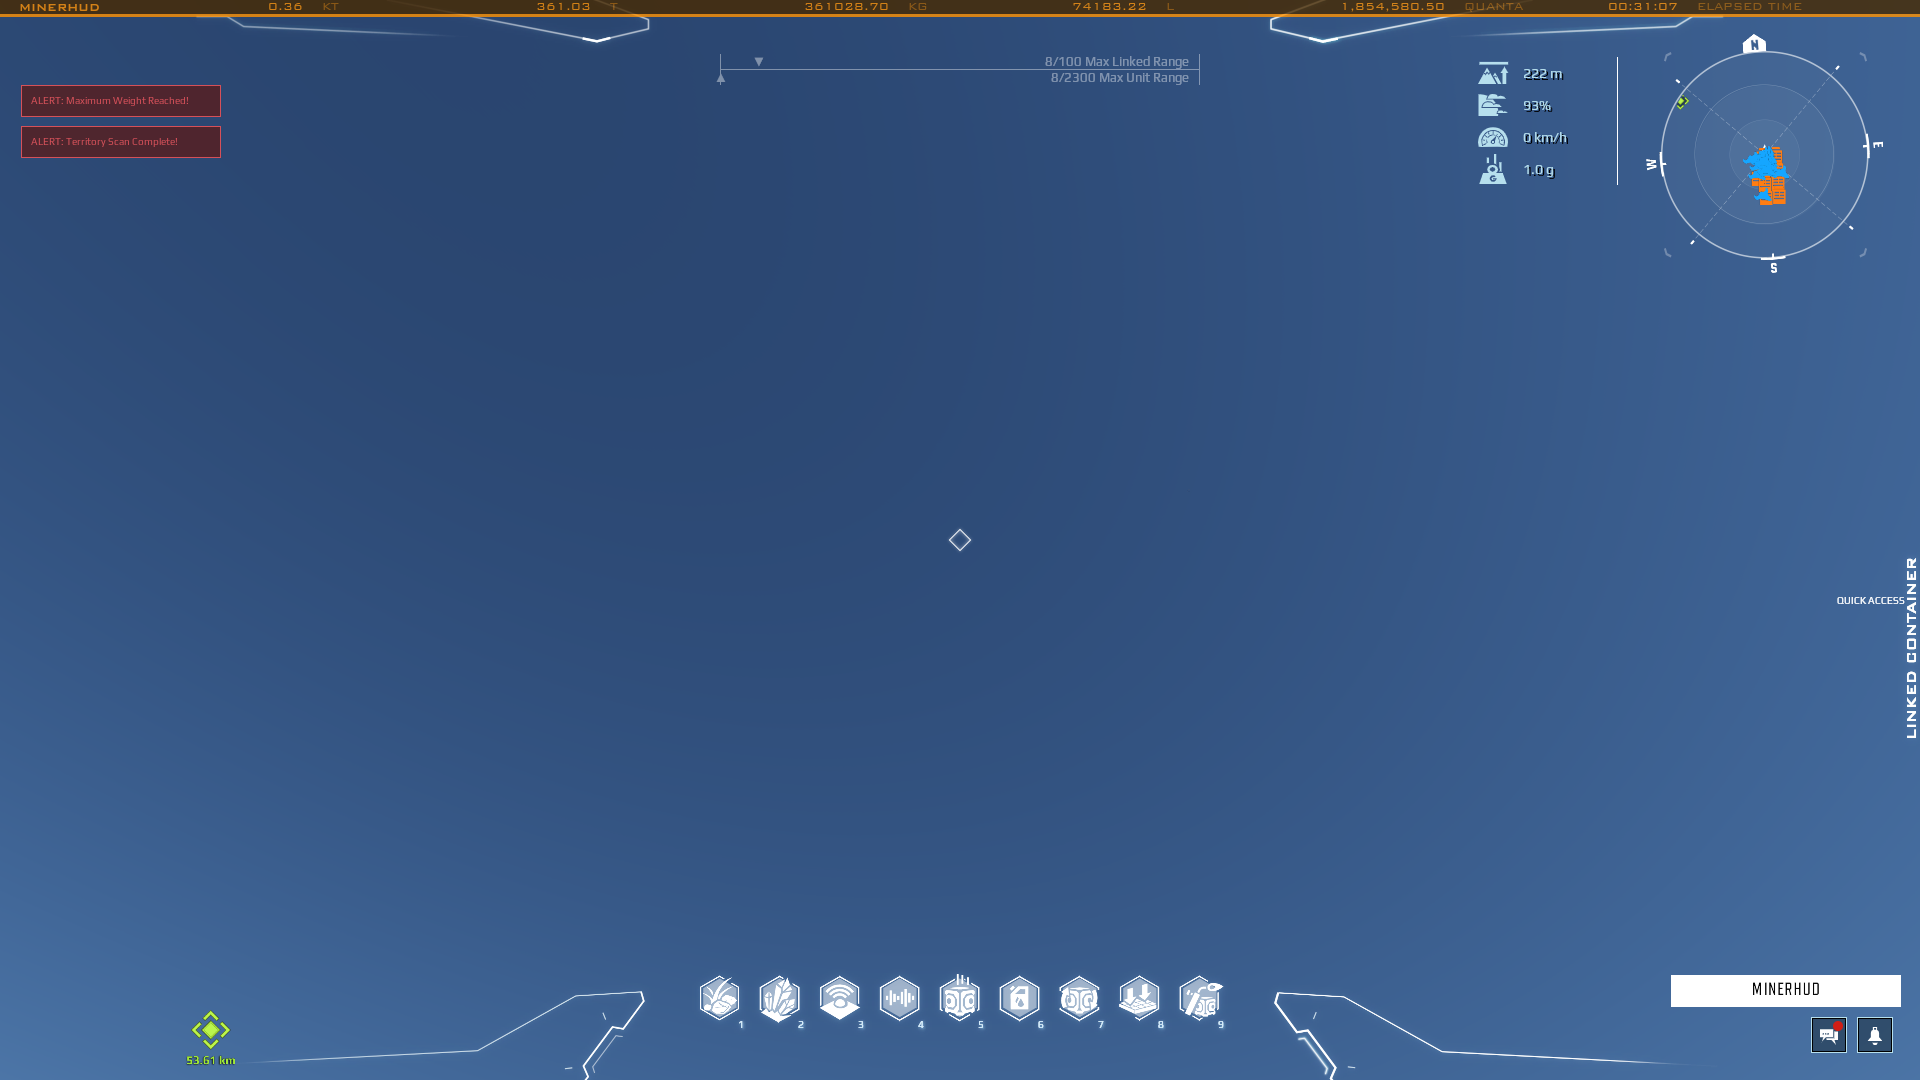 MINERHUD 0.36 KT 361.03 T 361028.70 KG 74183.22 L 1,854,580.50 QUANTA 00:31:07 ELAPSED TIME
8/100 Max Linked Range
8/2300 Max Unit Range
ALERT: Maximum Weight Reached!
ALERT: Territory Scan Complete!
222 m
93%
0 km/h
G
1.0 g
N
E
W
S
QUICK ACCESS
LINKED CONTAINER
1 2 3 4 5 6 7 8 9
MINERHUD
53.61 km